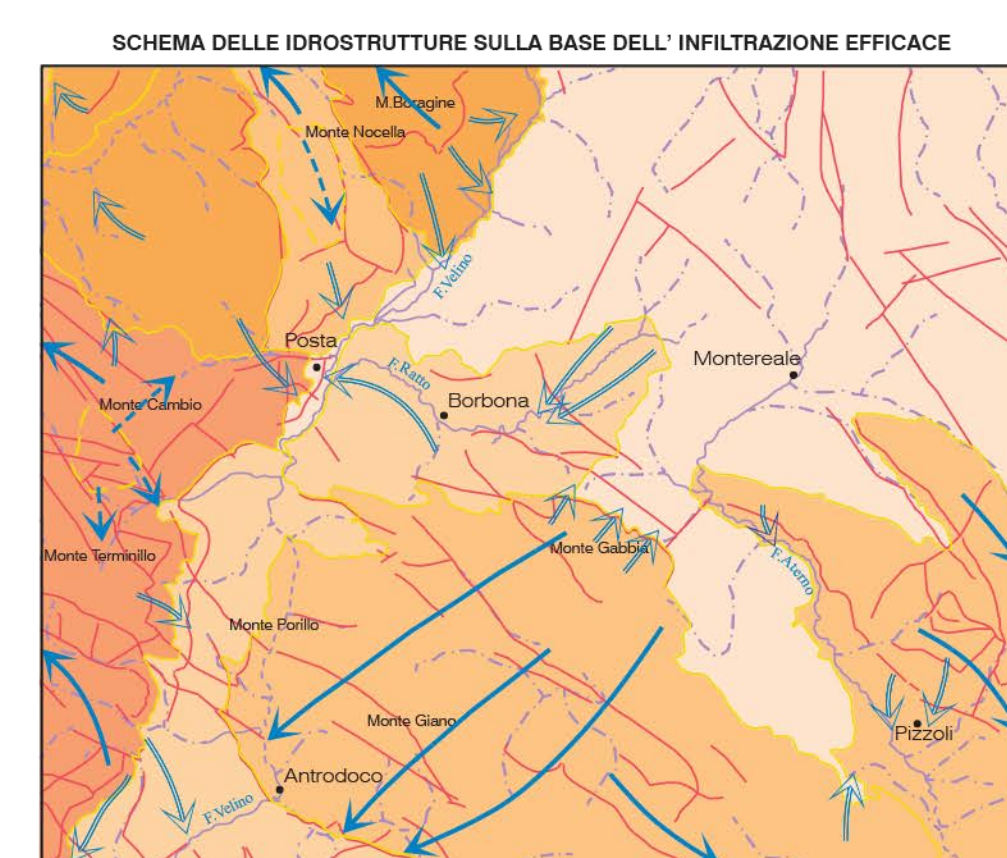 SCHEMA DELLE IDROSTRUTTURE SULLA BASE DELL' INFILTRAZIONE EFFICACE
M.Boragine
Monte Nocella
F.Velino
Posta
Montereale
F.Ratto
Borbona
Monte Cambio
Monte Gabbia
Monte Terminillo
F.Aterno
Monte Porillo
Monte Giano
Pizzoli
Antrodoco
F.Velino